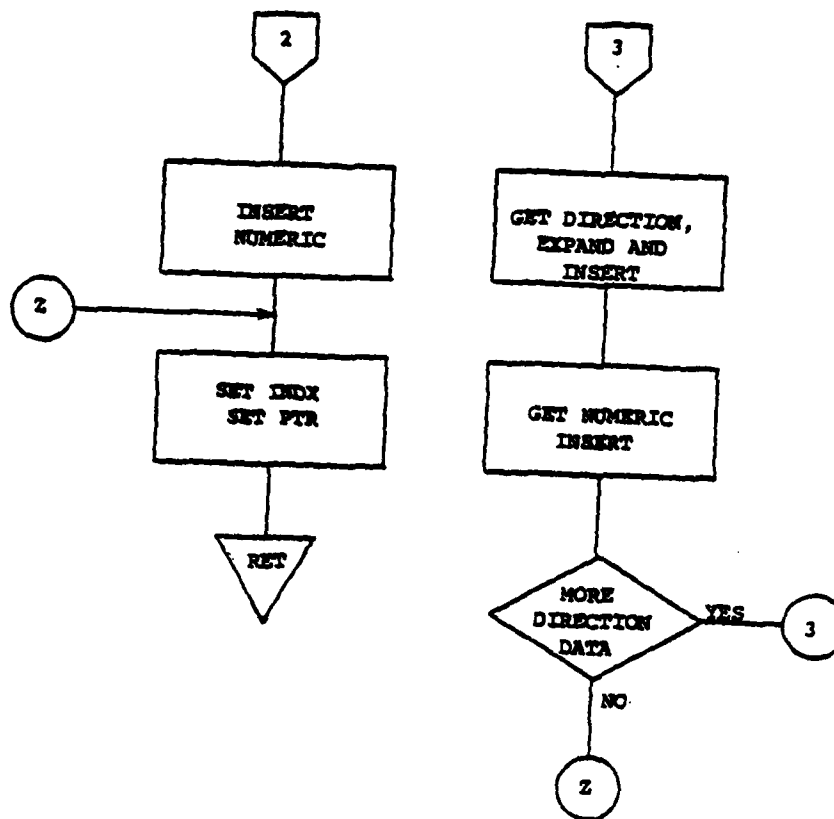 2
INSERT
NUMERIC
Z
SET INDX
SET PTR
RET
3
GET DIRECTION,
EXPAND AND
INSERT
GET NUMERIC
INSERT
MORE
DIRECTION
DATA
YES
3
NO
Z